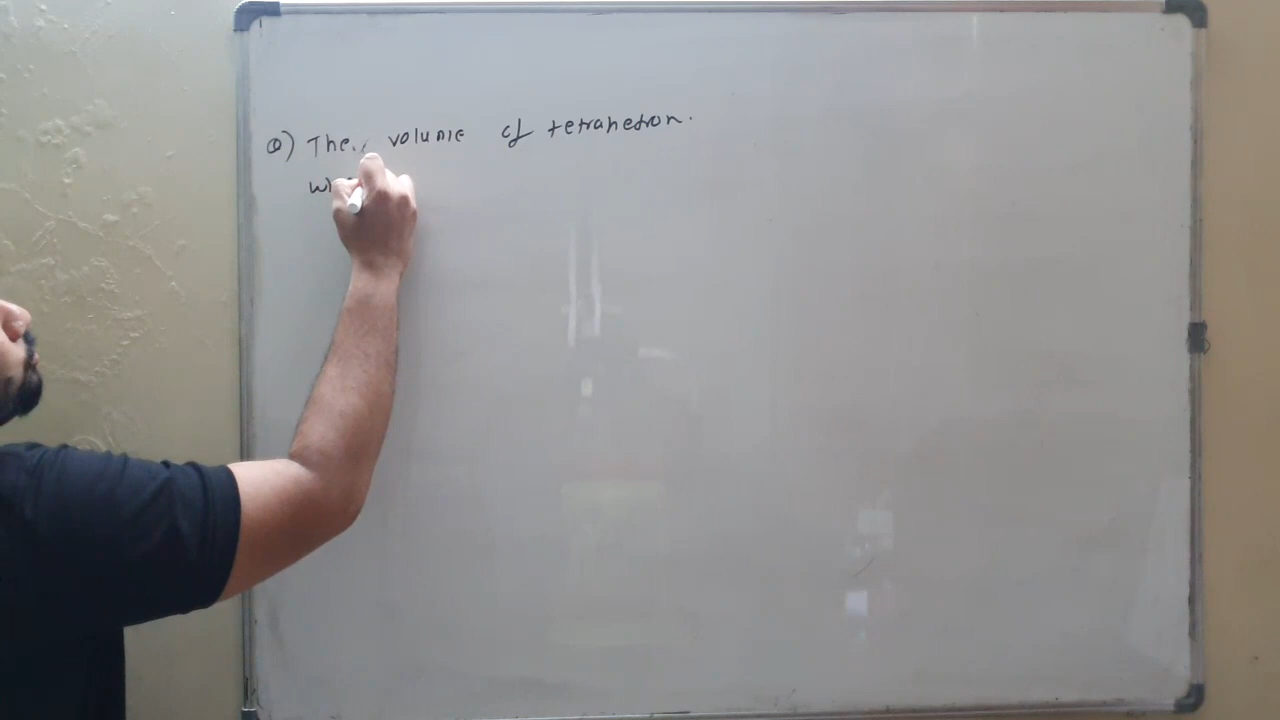 Q) The volume of tetrahedron.